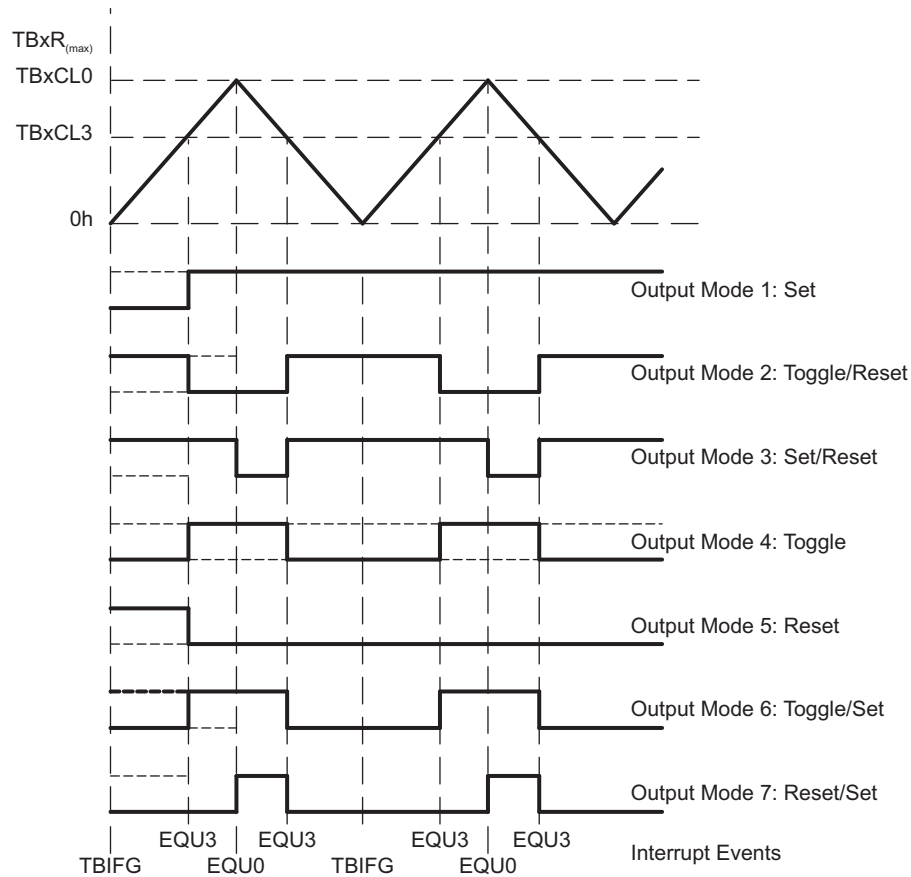 TBxR(max)
TBxCL0
TBxCL3
0h
Output Mode 1: Set
Output Mode 2: Toggle/Reset
Output Mode 3: Set/Reset
Output Mode 4: Toggle
Output Mode 5: Reset
Output Mode 6: Toggle/Set
Output Mode 7: Reset/Set
EQU3 EQU3 EQU3 EQU3
TBIFG EQU0 TBIFG EQU0
Interrupt Events